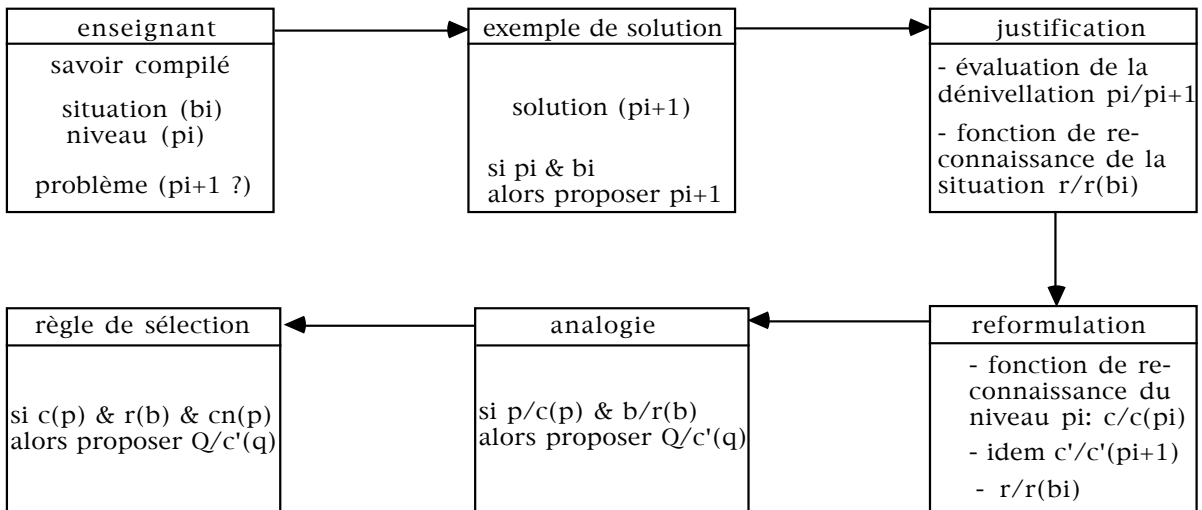 enseignant
savoir compilé
situation (bi)
niveau (pi)
problème (pi+1 ?)
exemple de solution
solution (pi+1)
si pi & bi
alors proposer pi+1
justification
- évaluation de la
dénivellation pi/pi+1
- fonction de re-
connaissance de la
situation r/r(bi)
reformulation
- fonction de re-
connaissance du
niveau pi: c/c(pi)
- idem c'/c'(pi+1)
- r/r(bi)
analogie
si p/c(p) & b/r(b)
alors proposer Q/c'(q)
règle de sélection
si c(p) & r(b) & cn(p)
alors proposer Q/c'(q)